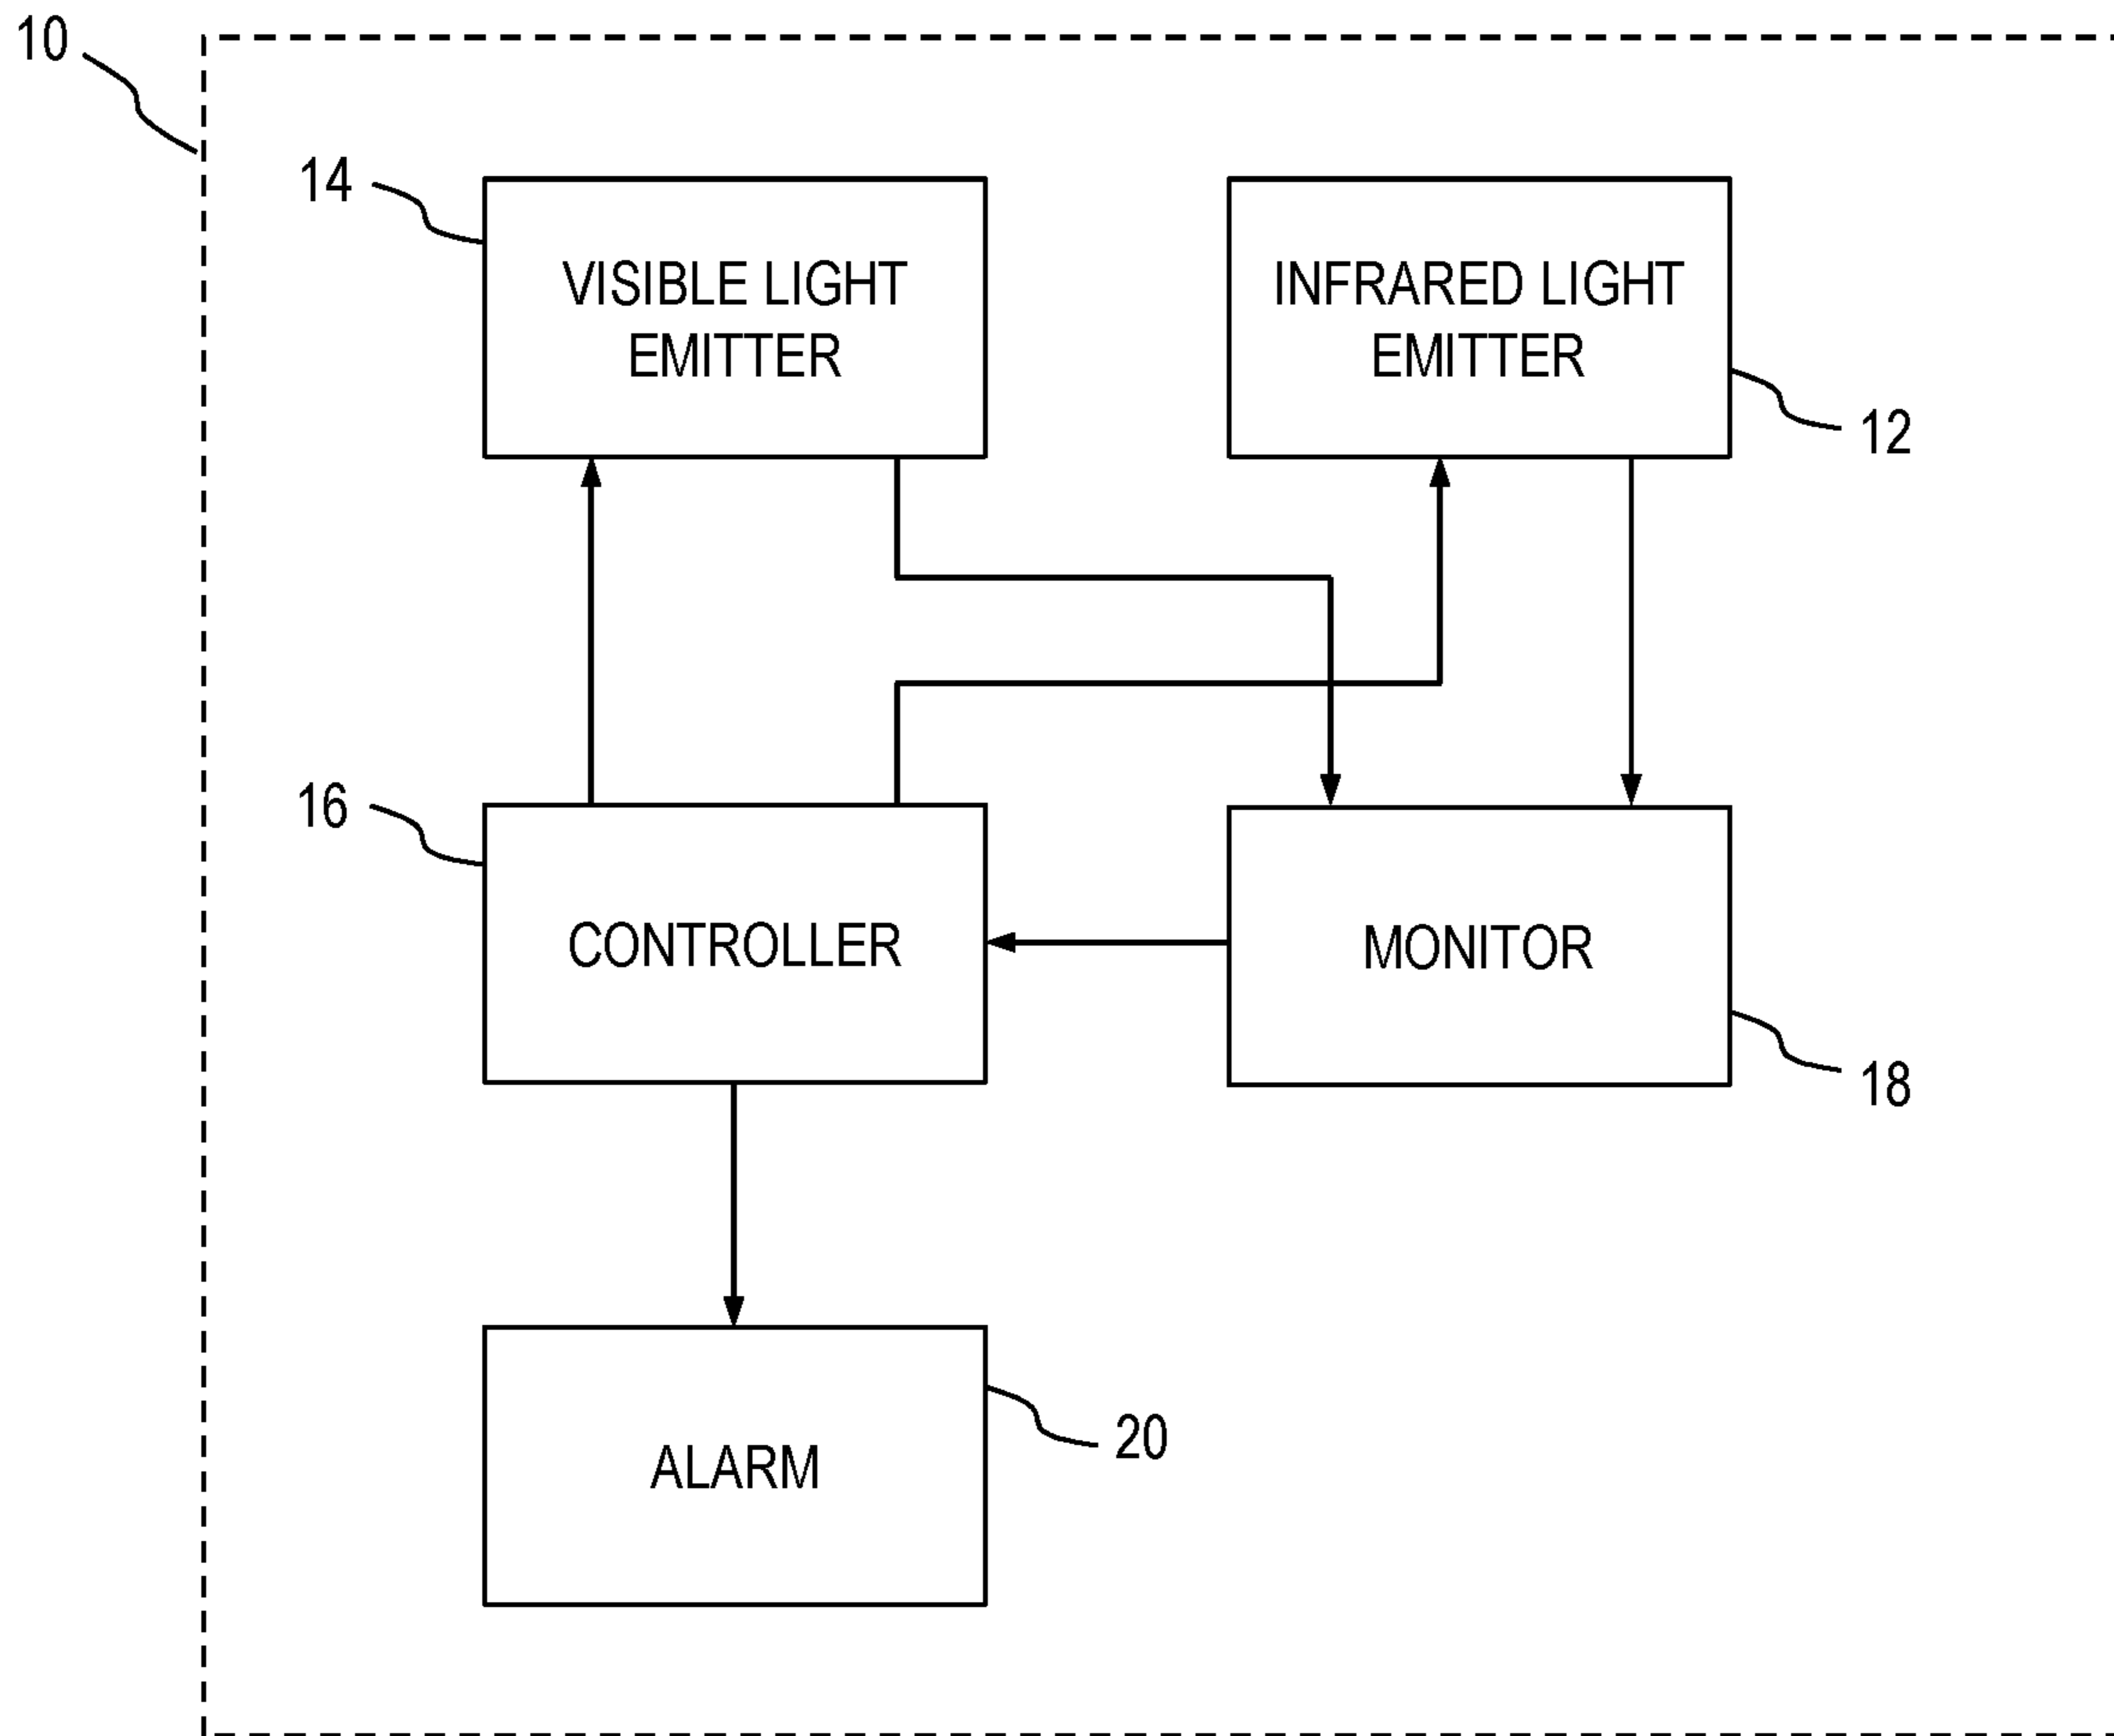 10
14
VISIBLE LIGHT
EMITTER
INFRARED LIGHT
EMITTER
12
16
CONTROLLER
MONITOR
18
ALARM
20